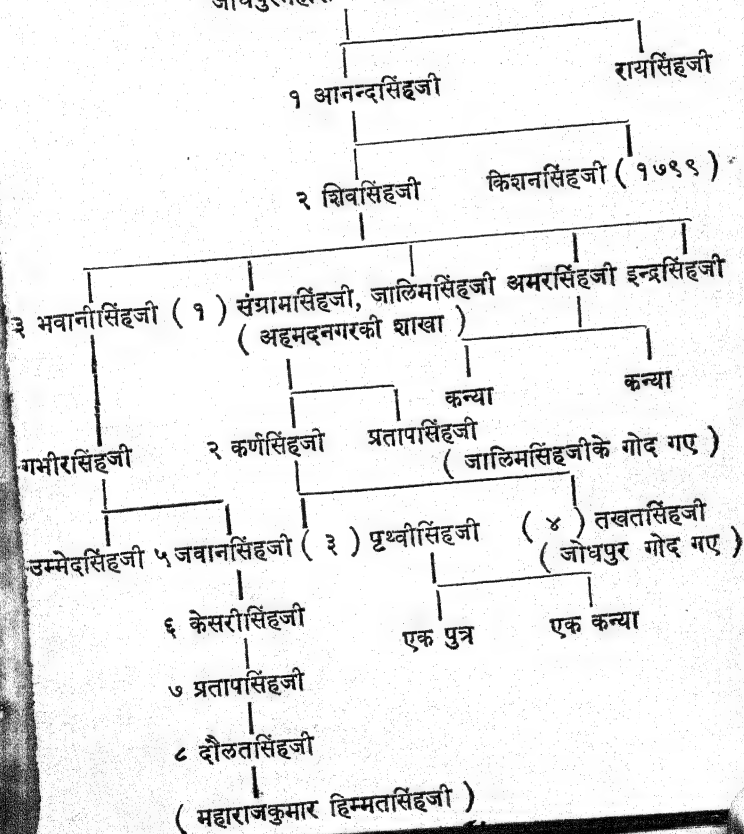 रायसिंहजी
१ आनन्दसिंहजी
२ शिवसिंहजी किशनसिंहजी ( १७९९ )
३ भवानीसिंहजी ( १ ) संग्रामसिंहजी, जालिमसिंहजी अमरसिंहजी इन्द्रसिंहजी
( अहमदनगरकी शाखा )
कन्या कन्या
गभीरसिंहजी २ कर्णसिंहजी प्रतापसिंहजी
( जालिमसिंहजीके गोद गए )
उम्मेदसिंहजी ५ जवानसिंहजी ( ३ ) पृथ्वीसिंहजी ( ४ ) तखतसिंहजी
( जोधपुर गोद गए )
६ केसरीसिंहजी एक पुत्र एक कन्या
७ प्रतापसिंहजी
८ दौलतसिंहजी
( महाराजकुमार हिम्मतसिंहजी )